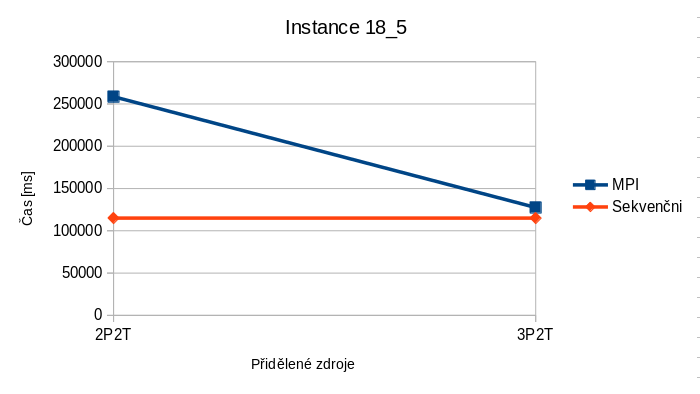 Instance 18_5
300000
250000
200000
150000
100000
50000
0
Čas [ms]
2P2T
3P2T
Přidělené zdroje
MPI
Sekvenčni